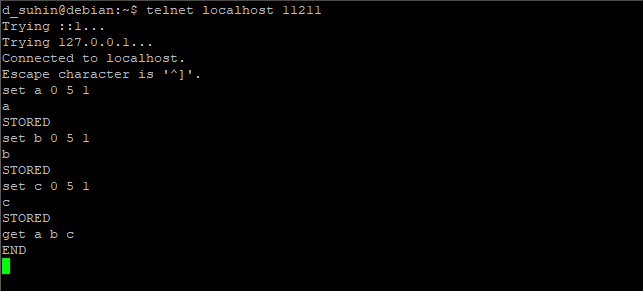 d_suhin@debian:~$ telnet localhost 11211
Trying ::1...
Trying 127.0.0.1...
Connected to localhost.
Escape character is '^]'.
set a 0 5 1
a
STORED
set b 0 5 1
b
STORED
set c 0 5 1
c
STORED
get a b c
END